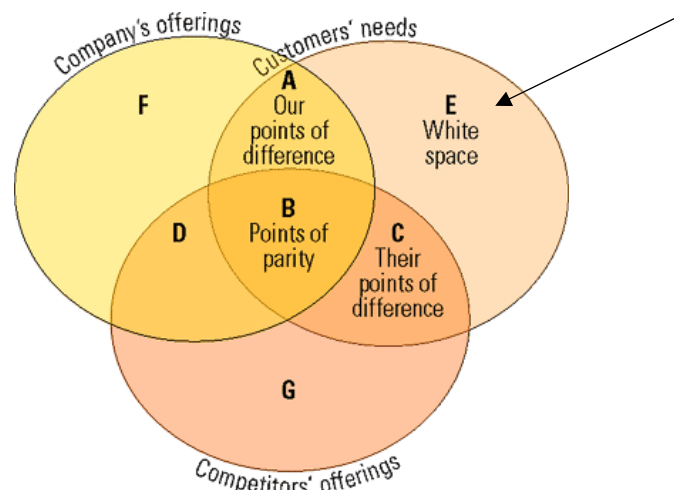 Company's offerings
Customers' needs
F
A
Our
points of
difference
E
White
space
D
B
Points of
parity
C
Their
points of
difference
G
Competitors' offerings